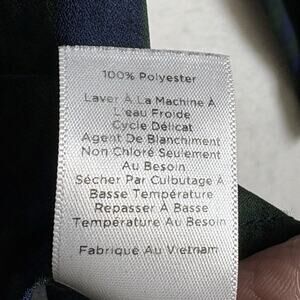 100% Polyester
Laver À La Machine À
L'eau Froide
Cycle Délicat
Agent De Blanchiment
Non Chloré Seulement
Au Besoin
Sécher Par Culbutage À
Basse Température
Repasser À Basse
Température Au Besoin
Fabriqué Au Vietnam